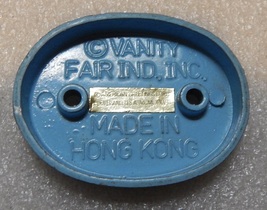 © VANITY
FAIR IND., INC.
MADE IN
HONG KONG